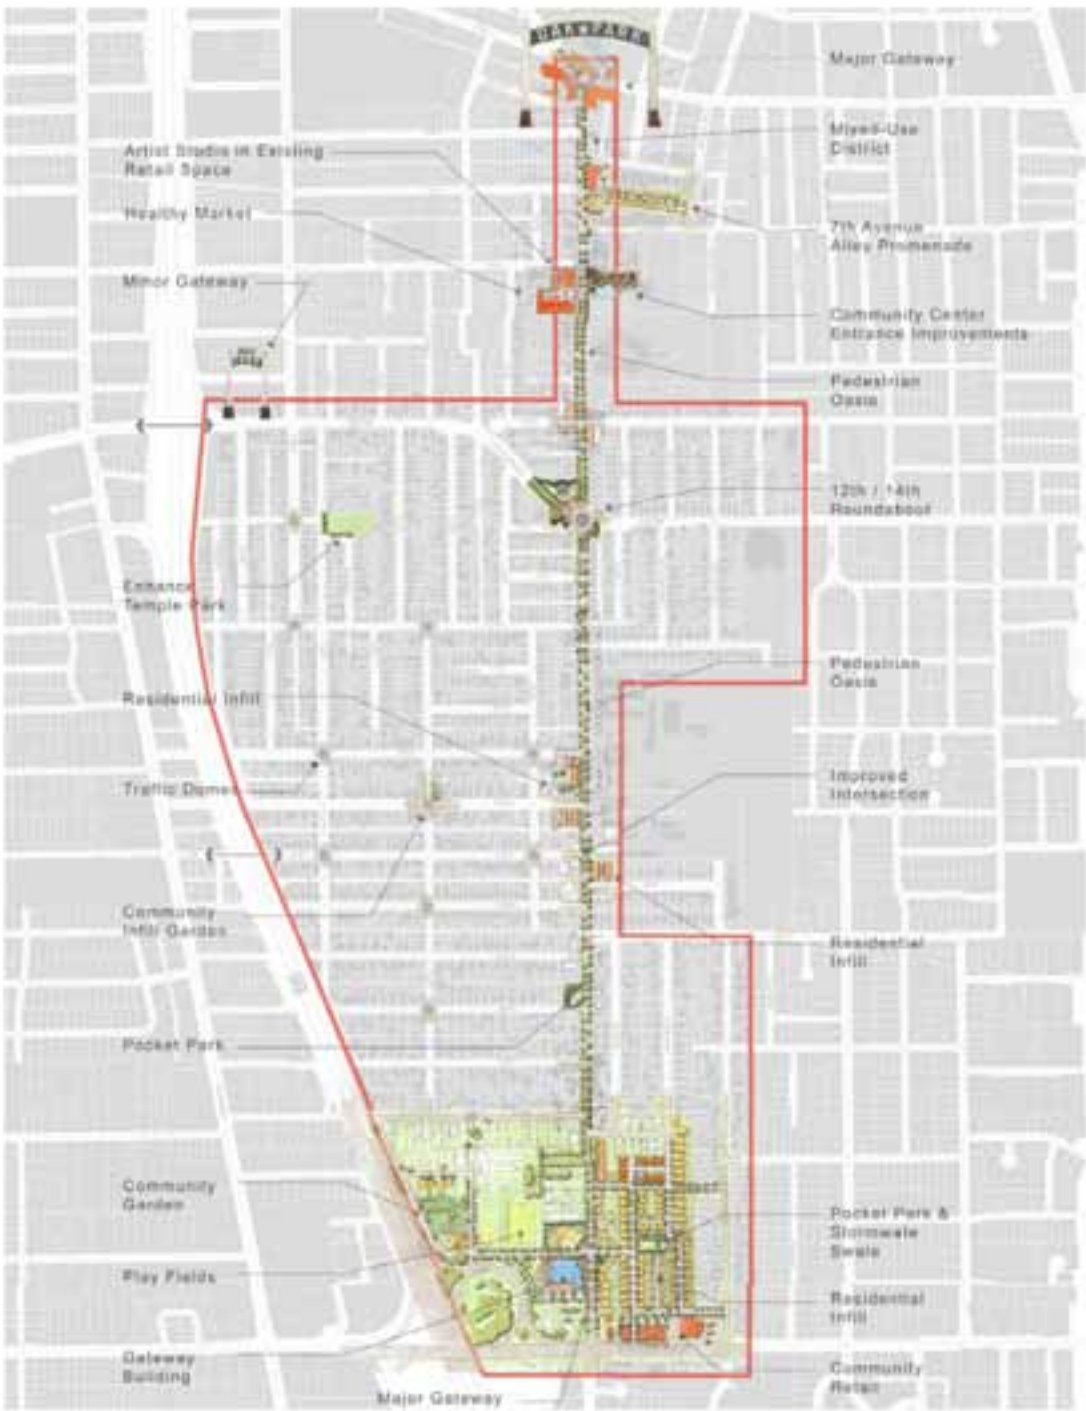 OAK PARK
Major Gateway
Mixed-Use
District
Artist Studio in Existing
Retail Space
Healthy Market
7th Avenue
Alley Promenade
Minor Gateway
Community Center
Entrance Improvements
Pedestrian
Oasis
12th / 14th
Roundabout
Enhance
Temple Park
Pedestrian
Oasis
Residential Infill
Traffic Domes
Improved
Intersection
Community
Infill Garden
Residential
Infill
Pocket Park
Community
Garden
Pocket Park &
Stormwate
Swale
Play Fields
Residential
Infill
Gateway
Building
Community
Retail
Major Gateway